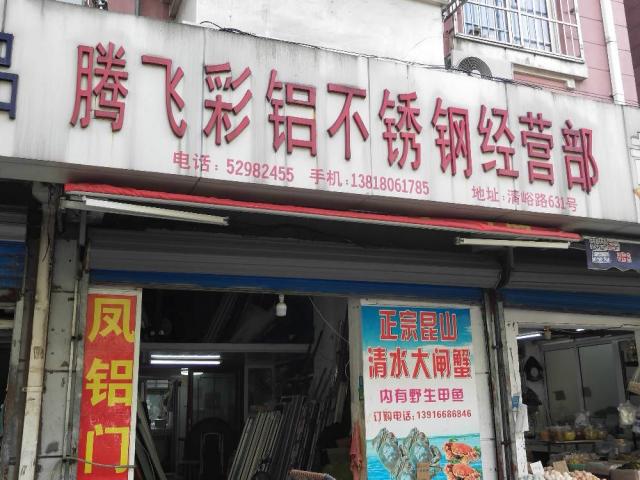 铝
腾飞彩铝不锈钢经营部
电话：52982455 手机:13818061785 地址:清峪路631号
凤铝门
正宗昆山
清水大闸蟹
内有野生甲鱼
订购电话:13916686846